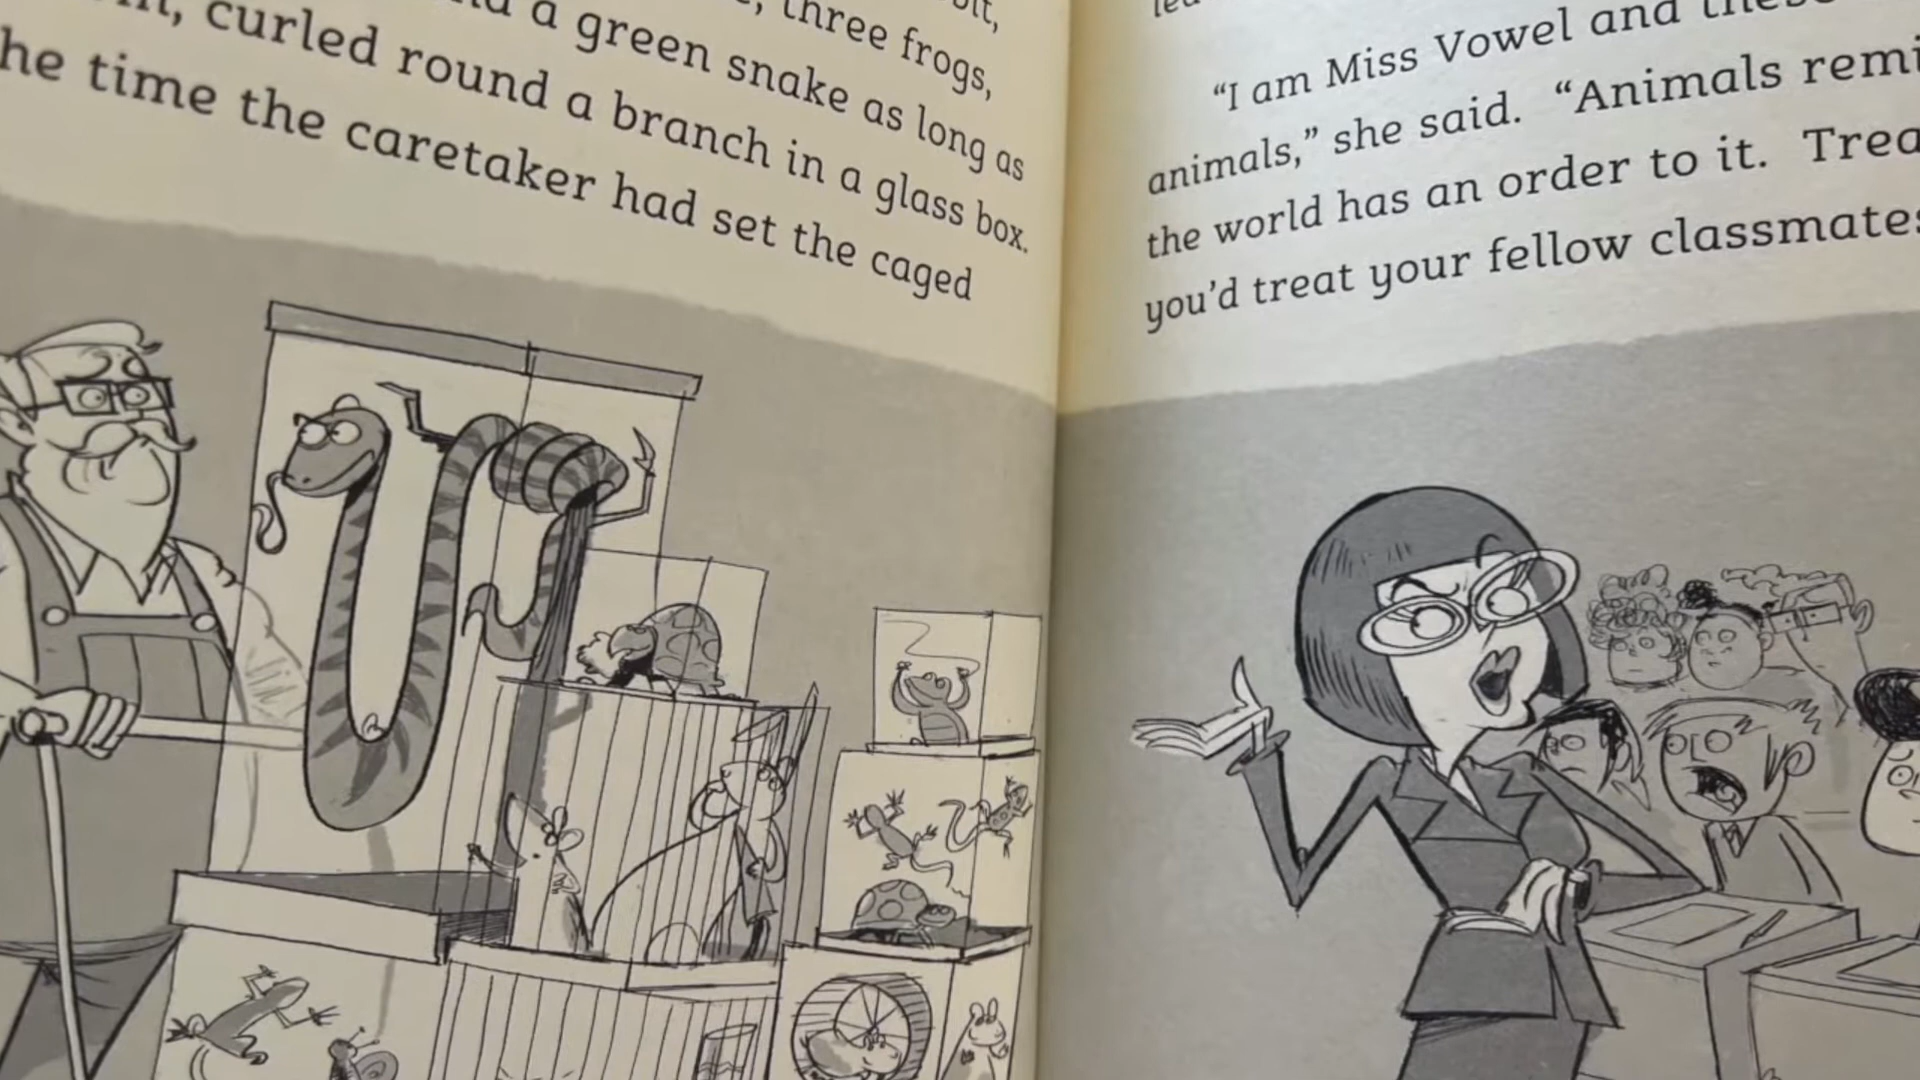 three frogs,
a green snake as long as
curled round a branch in a glass box.
time the caretaker had set the caged
“I am Miss Vowel and
animals,” she said. “Animals
the world has an order to it.
you’d treat your fellow classmates